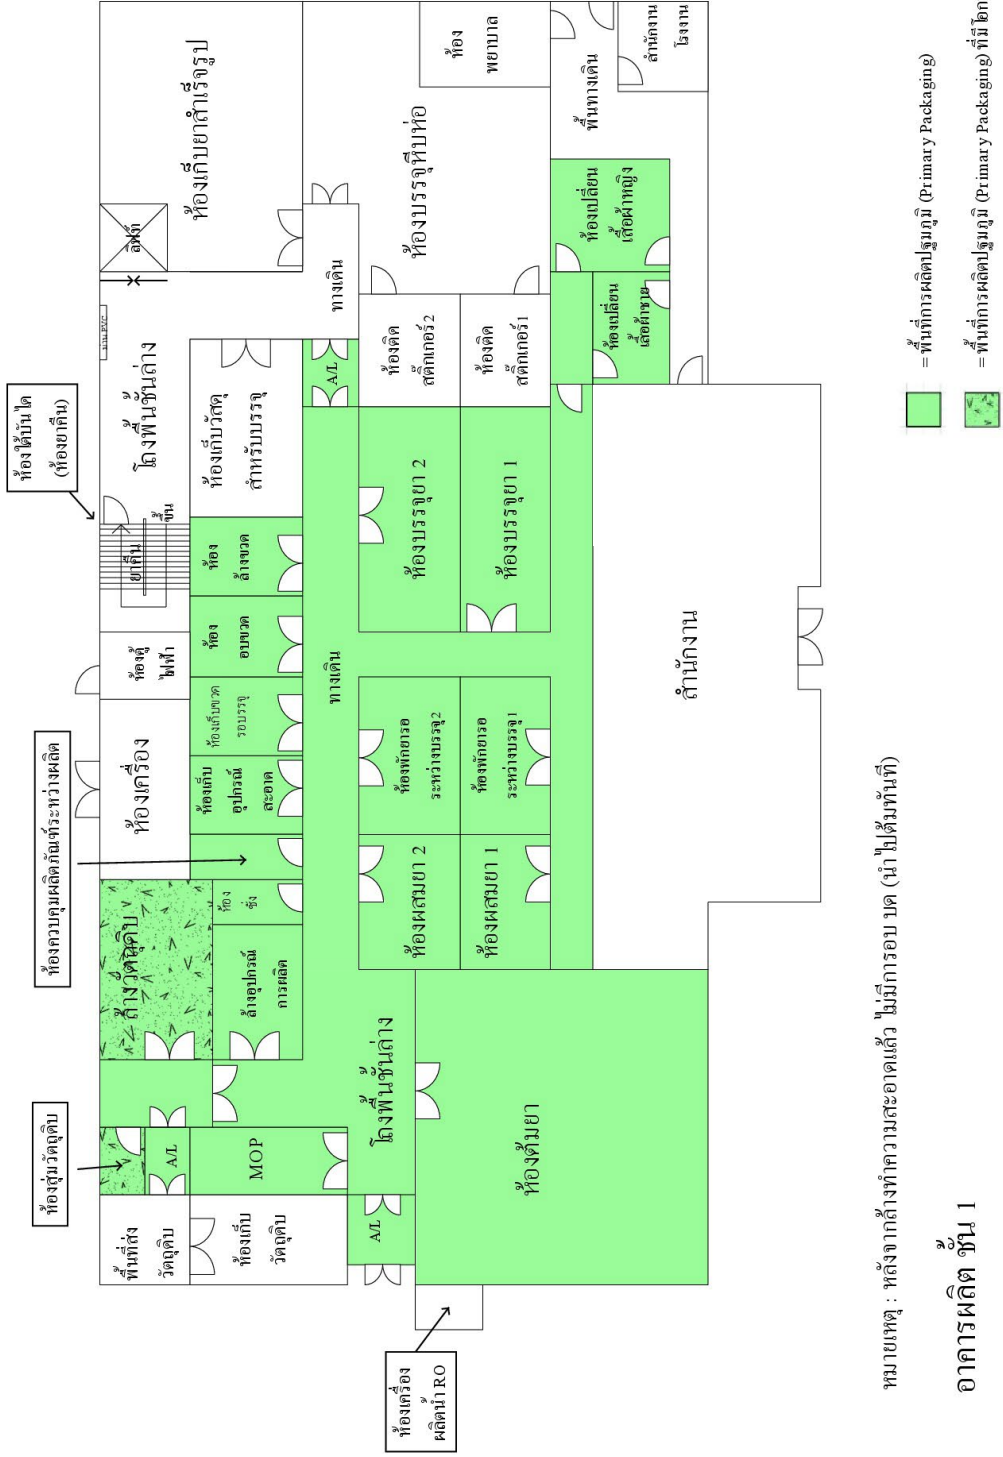 ห้องเครื่อง
ผลิตน้ำ RO
ห้องสุ่มวัตถุดิบ
ห้องควบคุมผลิตภัณฑ์ระหว่างผลิต
ห้องใต้บันได
(ห้องยาคืน)
พื้นที่ส่ง
วัตถุดิบ
ห้องเก็บ
วัตถุดิบ
A/L
MOP
A/L
ล้างวัตถุดิบ
ล้างอุปกรณ์
การผลิต
ห้อง
ชั่ง
ห้องเครื่อง
ห้องตู้
ไฟฟ้า
ยาคืน
ขึ้น
โถงพื้นชั้นล่าง
ม่าน PVC
ลิฟท์
ห้องเก็บยาสำเร็จรูป
ห้องเก็บ
อุปกรณ์
สะอาด
ห้องเก็บขวด
รอบรรจุ
ห้อง
อบขวด
ห้อง
ล้างขวด
ห้องเก็บวัสดุ
สำหรับบรรจุ
โถงพื้นชั้นล่าง
ทางเดิน
A/L
ทางเดิน
ห้องต้มยา
ห้องผสมยา 2
ห้องผสมยา 1
ห้องพักยารอ
ระหว่างบรรจุ 2
ห้องพักยารอ
ระหว่างบรรจุ 1
ห้องบรรจุยา 2
ห้องบรรจุยา 1
ห้องติด
สติกเกอร์ 2
ห้องติด
สติกเกอร์ 1
ห้องบรรจุหีบห่อ
ห้อง
พยาบาล
พื้นทางเดิน
สำนักงาน
โรงงาน
ห้องเปลี่ยน
เสื้อผ้าหญิง
ห้องเปลี่ยน
เสื้อผ้าชาย
สำนักงาน
หมายเหตุ : หลังจากล้างทำความสะอาดแล้ว ไม่มีการอบ บด (นำไปต้มทันที)
= พื้นที่การผลิตปฐมภูมิ (Primary Packaging)
= พื้นที่การผลิตปฐมภูมิ (Primary Packaging) ที่มีโอก
อาคารผลิต ชั้น 1